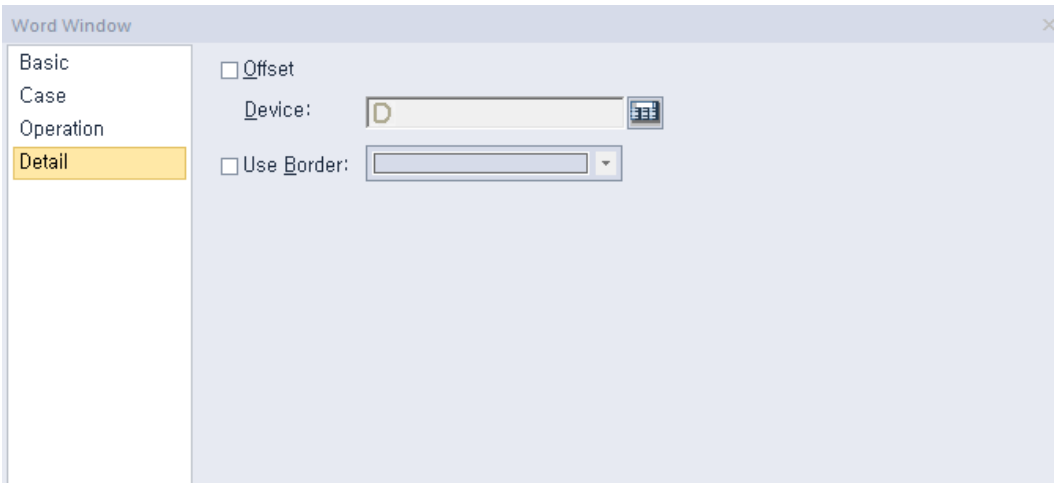 Word Window
Basic
Case
Operation
Detail
Offset
Device:
D
Use Border: